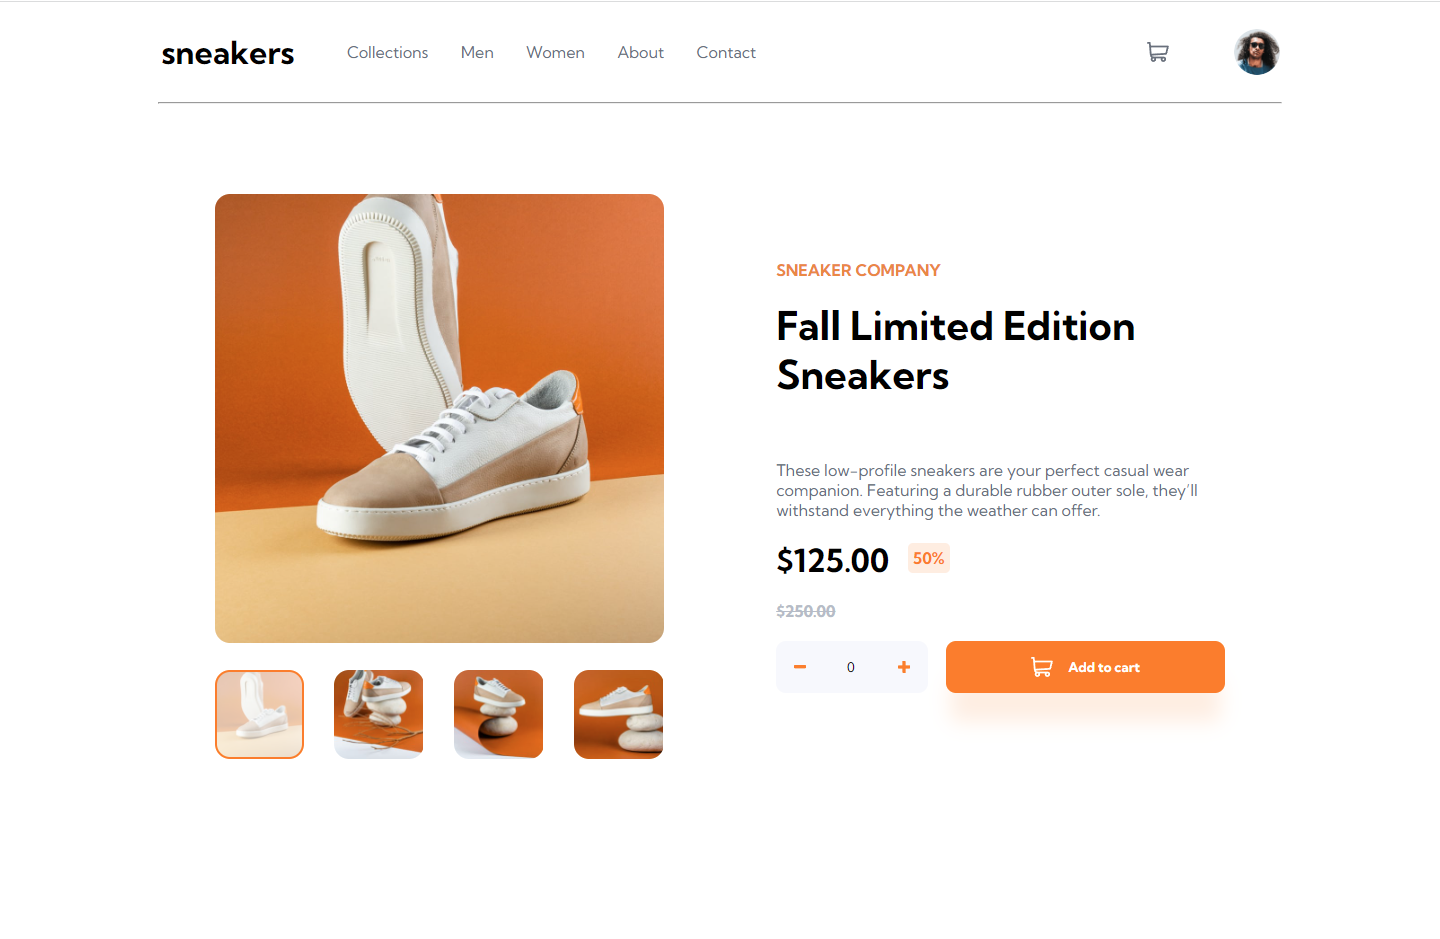 sneakers
Collections
Men
Women
About
Contact
SNEAKER COMPANY
Fall Limited Edition
Sneakers
These low-profile sneakers are your perfect casual wear
companion. Featuring a durable rubber outer sole, they’ll
withstand everything the weather can offer.
$125.00
50%
$250.00
0
Add to cart